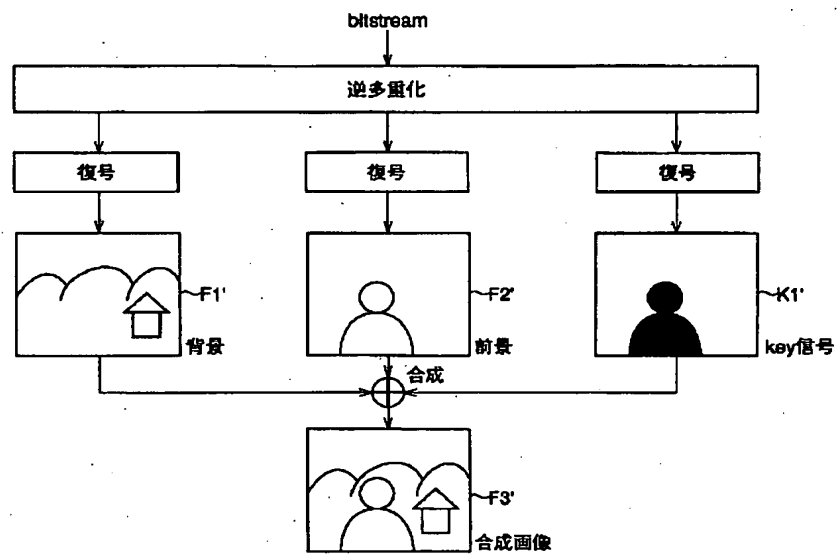 bitstream
逆多重化
復号
復号
復号
F1'
背景
F2'
前景
K1'
key信号
合成
F3'
合成画像